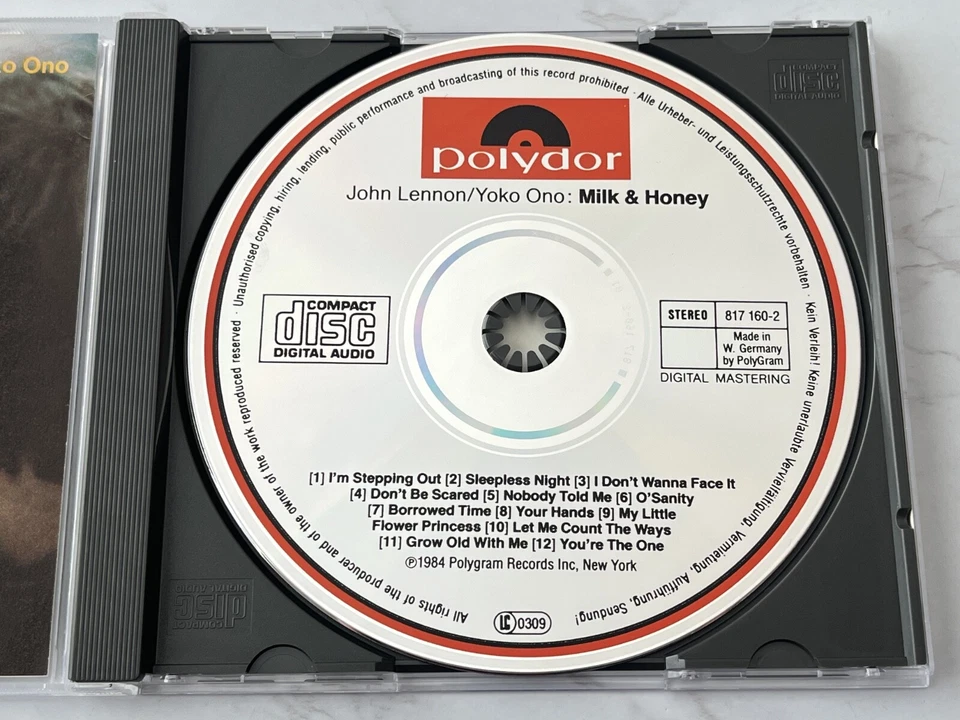 ko Ono
COMPACT
disc
DIGITAL AUDIO
Unauthorised copying, hiring, lending, public performance and broadcasting of this record prohibited · Alle Urheber- und Leistungsschutzrechte vorbehalten · Kein Verleih! Keine unerlaubte Vervielfältigung, Vermietung, Aufführung, Sendung!
All rights of the producer and of the owner of the work reproduced reserved ·
polydor
John Lennon/Yoko Ono: Milk & Honey
COMPACT
disc
DIGITAL AUDIO
STEREO 817 160-2
Made in
W. Germany
by PolyGram
DIGITAL MASTERING
[1] I'm Stepping Out [2] Sleepless Night [3] I Don't Wanna Face It
[4] Don't Be Scared [5] Nobody Told Me [6] O'Sanity
[7] Borrowed Time [8] Your Hands [9] My Little
Flower Princess [10] Let Me Count The Ways
[11] Grow Old With Me [12] You're The One
℗1984 Polygram Records Inc, New York
LC 0309
COMPACT
disc
DIGITAL AUDIO